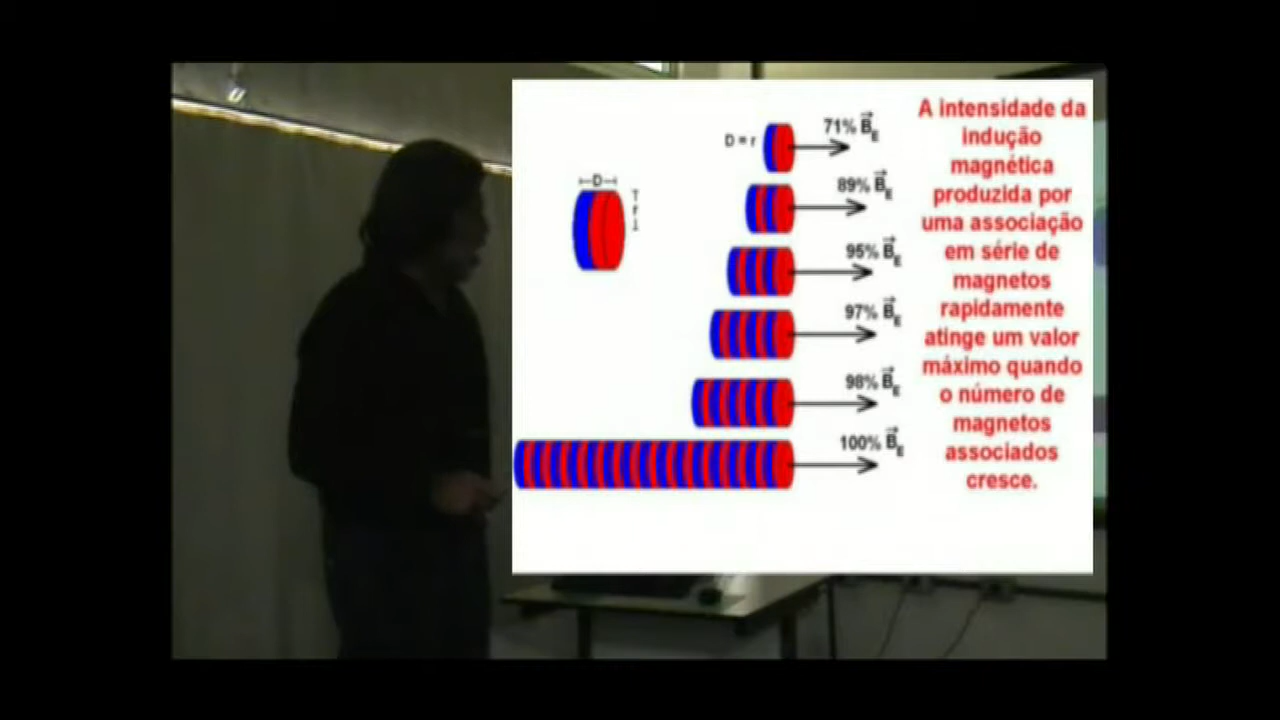 A intensidade da
indução
magnética
produzida por
uma associação
em série de
magnetos
rapidamente
atinge um valor
máximo quando
o número de
magnetos
associados
cresce.
D = r
71% B⃗E
89% B⃗E
95% B⃗E
97% B⃗E
98% B⃗E
100% B⃗E
D
r